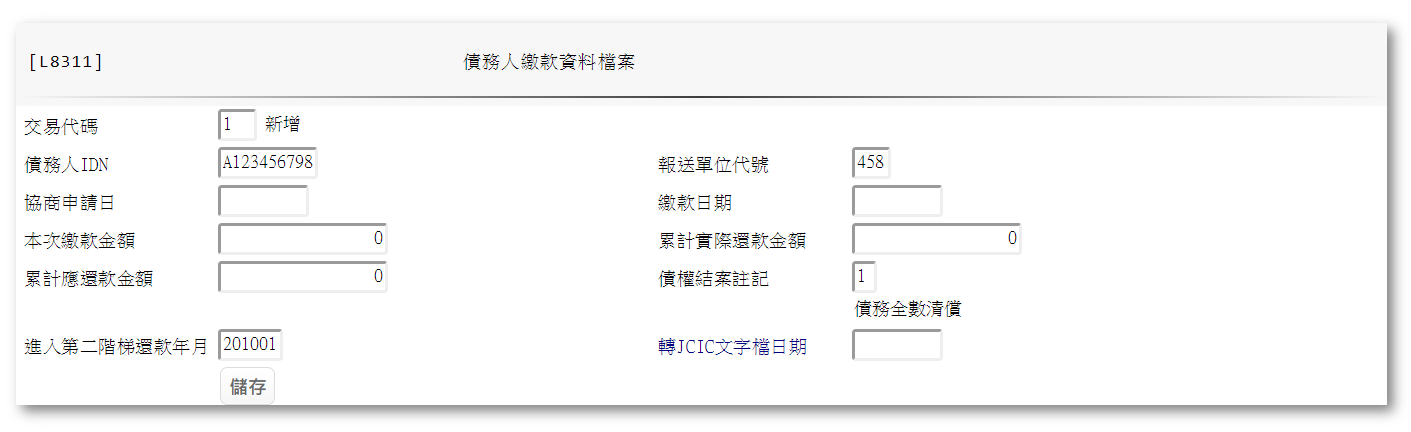 [L8311] 債務人繳款資料檔案
交易代碼 1 新增
債務人IDN A123456798 報送單位代號 458
協商申請日 繳款日期
本次繳款金額 0 累計實際還款金額 0
累計應還款金額 0 債權結案註記 1
債務全數清償
進入第二階梯還款年月 201001 轉JCIC文字檔日期
儲存